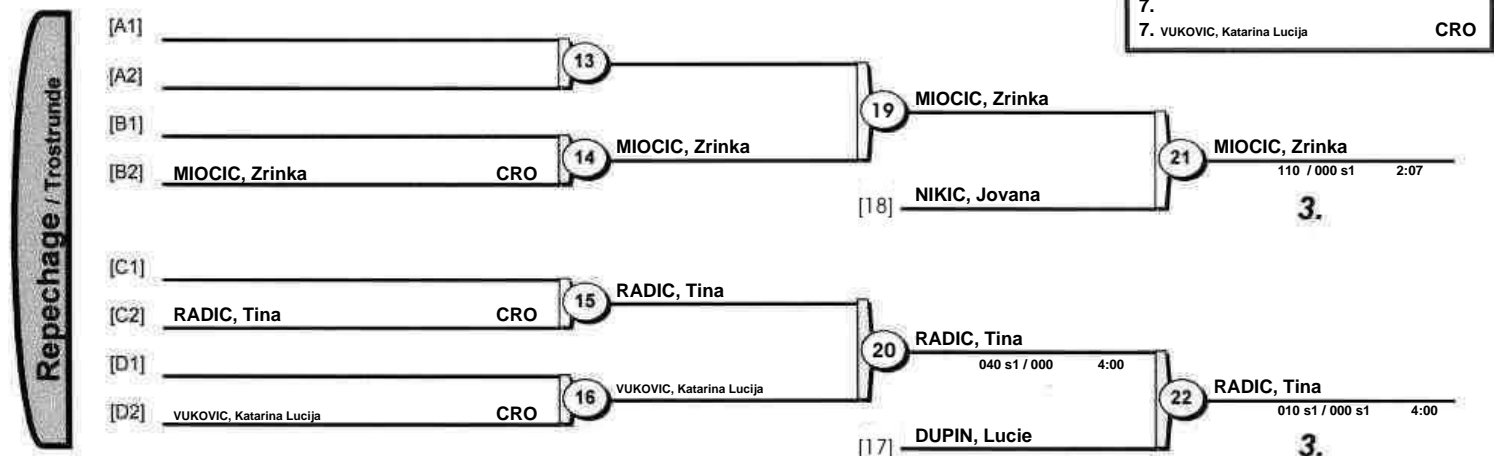 7.
7. VUKOVIC, Katarina Lucija CRO
Repechage / Trostrunde
[A1]
13
[A2]
[B1]
19 MIOCIC, Zrinka
14 MIOCIC, Zrinka
[B2] MIOCIC, Zrinka CRO
21 MIOCIC, Zrinka
110 / 000 s1 2:07
[18] NIKIC, Jovana
3.
[C1]
15 RADIC, Tina
[C2] RADIC, Tina CRO
20 RADIC, Tina
040 s1 / 000 4:00
[D1]
16 VUKOVIC, Katarina Lucija
[D2] VUKOVIC, Katarina Lucija CRO
22 RADIC, Tina
010 s1 / 000 s1 4:00
[17] DUPIN, Lucie
3.